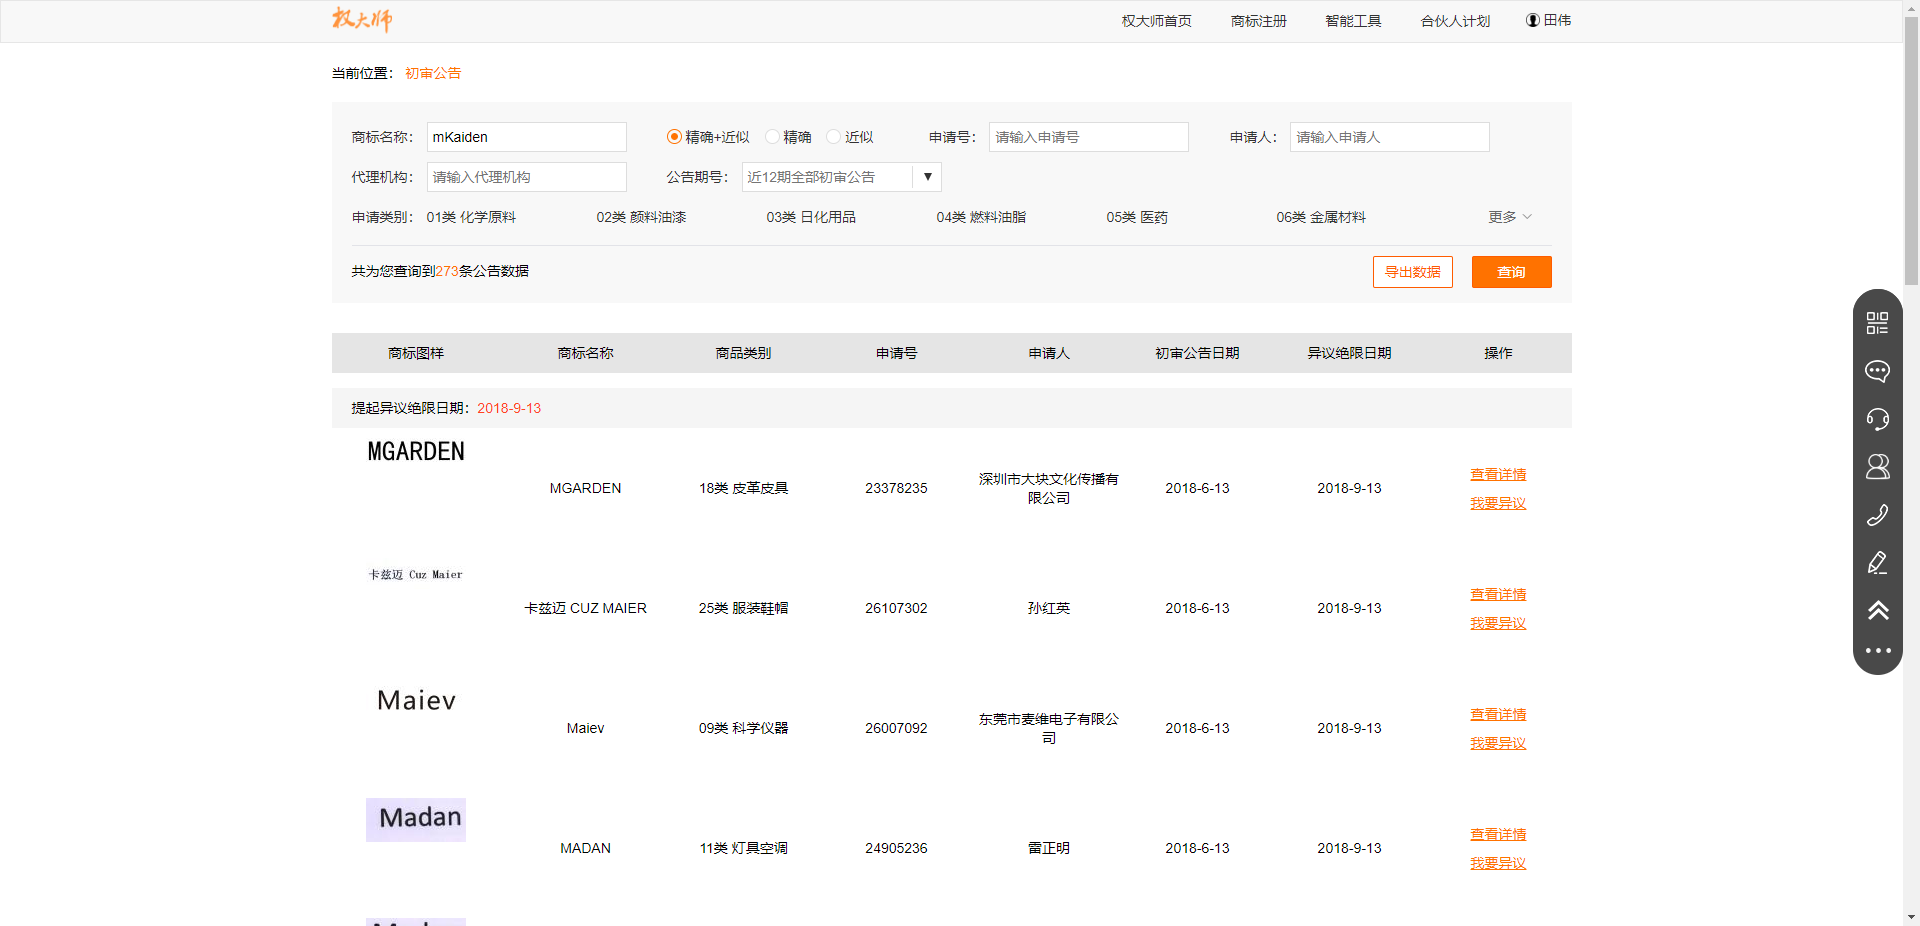 权大师 权大师首页 商标注册 智能工具 合伙人计划 田伟
当前位置： 初审公告
商标名称： mKaiden 精确+近似 精确 近似 申请号： 请输入申请号 申请人： 请输入申请人
代理机构： 请输入代理机构 公告期号： 近12期全部初审公告 ▼
申请类别： 01类 化学原料 02类 颜料油漆 03类 日化用品 04类 燃料油脂 05类 医药 06类 金属材料 更多
共为您查询到273条公告数据 导出数据 查询
商标图样 商标名称 商品类别 申请号 申请人 初审公告日期 异议绝限日期 操作
提起异议绝限日期：2018-9-13
MGARDEN
MGARDEN 18类 皮革皮具 23378235 深圳市大块文化传播有限公司 2018-6-13 2018-9-13 查看详情
我要异议
卡兹迈 Cuz Maier
卡兹迈 CUZ MAIER 25类 服装鞋帽 26107302 孙红英 2018-6-13 2018-9-13 查看详情
我要异议
Maiev
Maiev 09类 科学仪器 26007092 东莞市麦维电子有限公司 2018-6-13 2018-9-13 查看详情
我要异议
Madan
MADAN 11类 灯具空调 24905236 雷正明 2018-6-13 2018-9-13 查看详情
我要异议